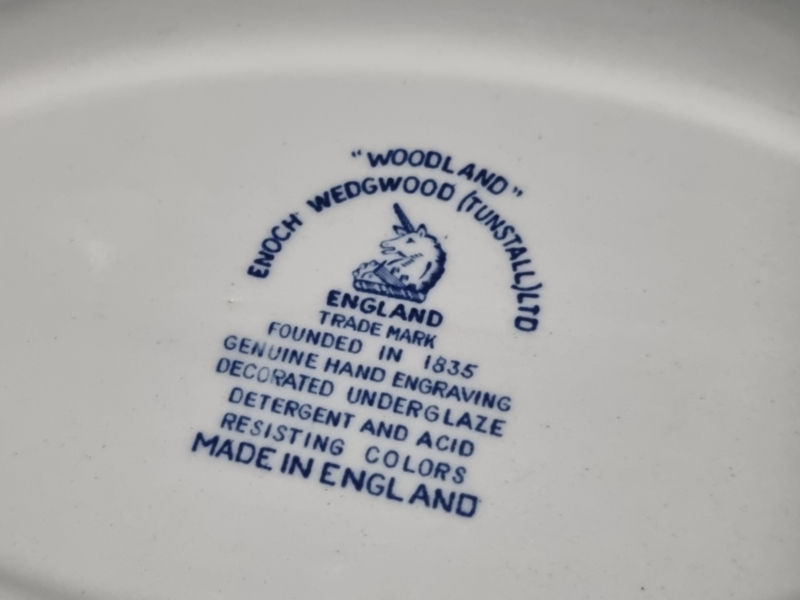 "WOODLAND"
ENOCH WEDGWOOD (TUNSTALL) LTD
ENGLAND
TRADE MARK
FOUNDED IN 1835
GENUINE HAND ENGRAVING
DECORATED UNDERGLAZE
DETERGENT AND ACID
RESISTING COLORS
MADE IN ENGLAND